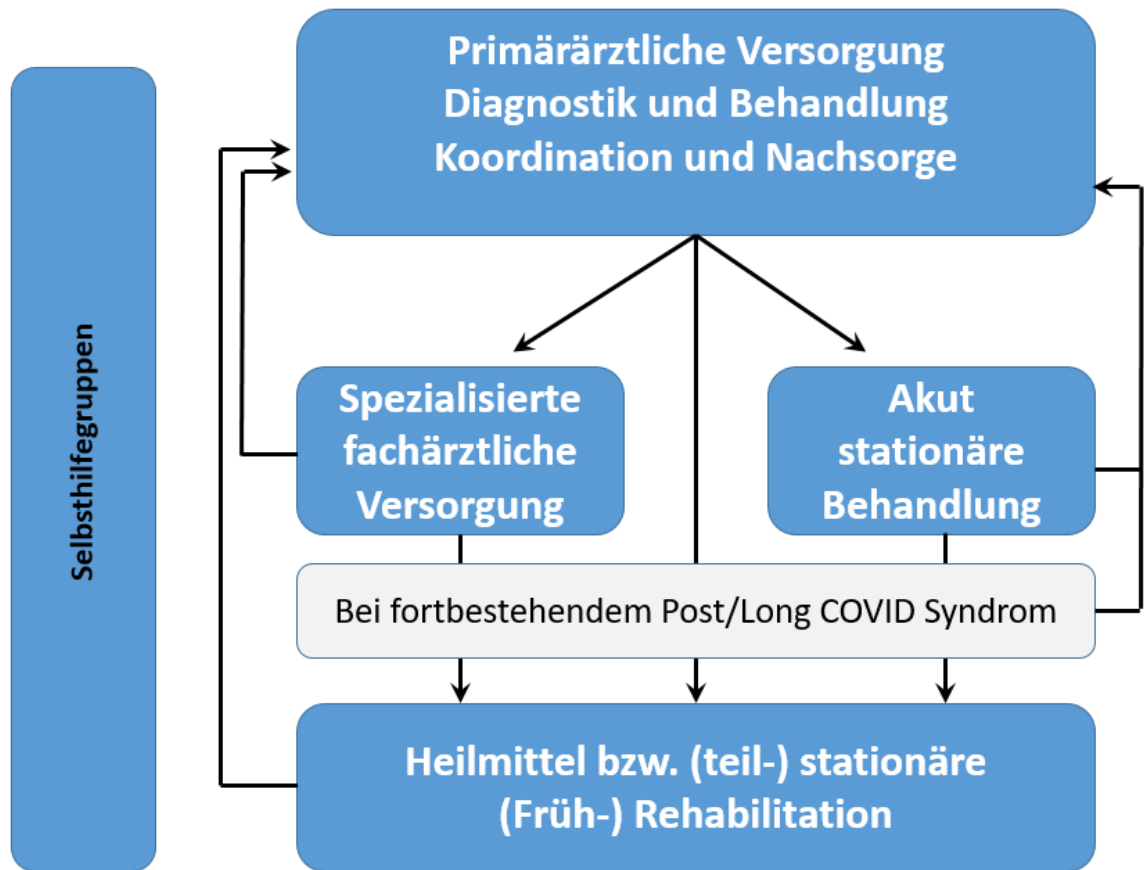 Selbsthilfegruppen
Primärärztliche Versorgung
Diagnostik und Behandlung
Koordination und Nachsorge
Spezialisierte
fachärztliche
Versorgung
Akut
stationäre
Behandlung
Bei fortbestehendem Post/Long COVID Syndrom
Heilmittel bzw. (teil-) stationäre
(Früh-) Rehabilitation